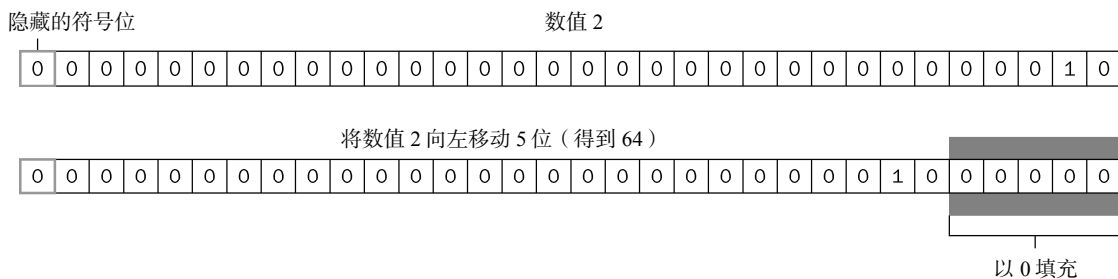 隐藏的符号位
数值 2
0 0 0 0 0 0 0 0 0 0 0 0 0 0 0 0 0 0 0 0 0 0 0 0 0 0 0 0 0 0 1 0
将数值 2 向左移动 5 位（得到 64）
0 0 0 0 0 0 0 0 0 0 0 0 0 0 0 0 0 0 0 0 0 0 0 0 0 1 0 0 0 0 0 0
以 0 填充